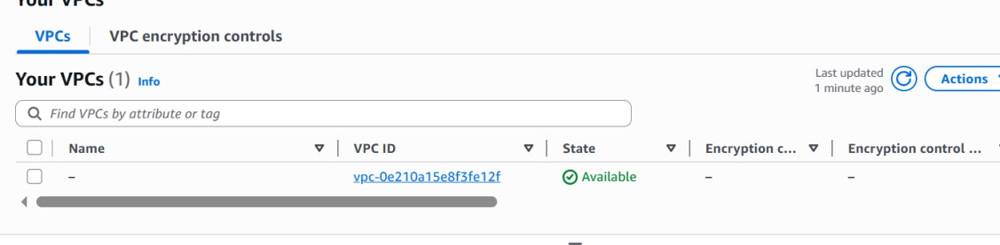 Your VPCs
VPCs VPC encryption controls
Your VPCs (1) Info
Last updated
1 minute ago
Actions
Find VPCs by attribute or tag
Name VPC ID State Encryption c... Encryption control ...
– vpc-0e210a15e8f3fe12f Available – –